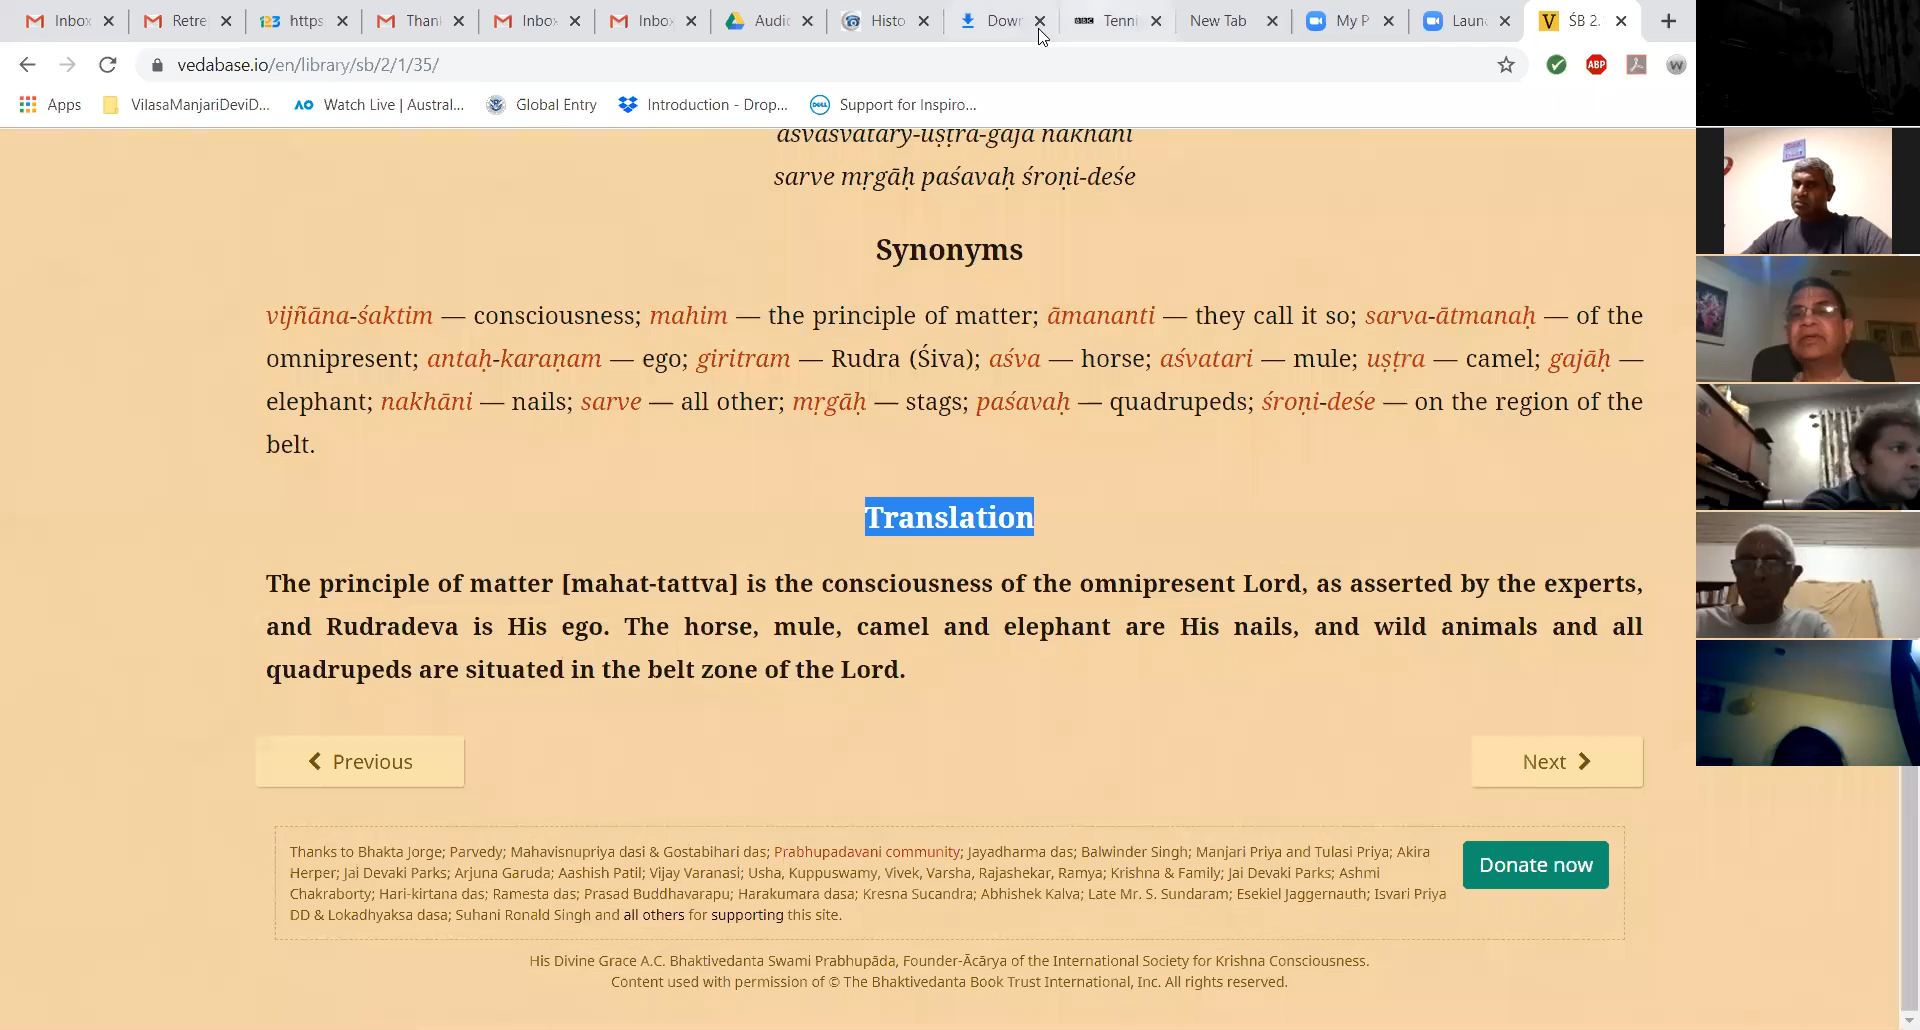 Inbox
Retre
https
Than
Inbo
Inbo
Audi
Histo
Dow
Tenni
New Tab
My P
Laun
ŚB 2.
vedabase.io/en/library/sb/2/1/35/
ABP
Apps
VilasaManjariDeviD...
Watch Live | Austral...
Global Entry
Introduction - Drop...
Support for Inspiro...
aśvāśvatary-uṣṭra-gajā nakhāni
sarve mṛgāḥ paśavaḥ śroṇi-deśe
Synonyms
vijñāna-śaktim — consciousness; mahim — the principle of matter; āmananti — they call it so; sarva-ātmanaḥ — of the
omnipresent; antaḥ-karaṇam — ego; giritram — Rudra (Śiva); aśva — horse; aśvatari — mule; uṣṭra — camel; gajāḥ —
elephant; nakhāni — nails; sarve — all other; mṛgāḥ — stags; paśavaḥ — quadrupeds; śroṇi-deśe — on the region of the
belt.
Translation
The principle of matter [mahat-tattva] is the consciousness of the omnipresent Lord, as asserted by the experts,
and Rudradeva is His ego. The horse, mule, camel and elephant are His nails, and wild animals and all
quadrupeds are situated in the belt zone of the Lord.
Previous
Next
Thanks to Bhakta Jorge; Parvedy; Mahavisnupriya dasi & Gostabihari das; Prabhupadavani community; Jayadharma das; Balwinder Singh; Manjari Priya and Tulasi Priya; Akira
Herper; Jai Devaki Parks; Arjuna Garuda; Aashish Patil; Vijay Varanasi; Usha, Kuppuswamy, Vivek, Varsha, Rajashekar, Ramya; Krishna & Family; Jai Devaki Parks; Ashmi
Chakraborty; Hari-kirtana das; Ramesta das; Prasad Buddhavarapu; Harakumara dasa; Kresna Sucandra; Abhishek Kalva; Late Mr. S. Sundaram; Esekiel Jaggernauth; Isvari Priya
DD & Lokadhyaksa dasa; Suhani Ronald Singh and all others for supporting this site.
Donate now
His Divine Grace A.C. Bhaktivedanta Swami Prabhupāda, Founder-Ācārya of the International Society for Krishna Consciousness.
Content used with permission of © The Bhaktivedanta Book Trust International, Inc. All rights reserved.